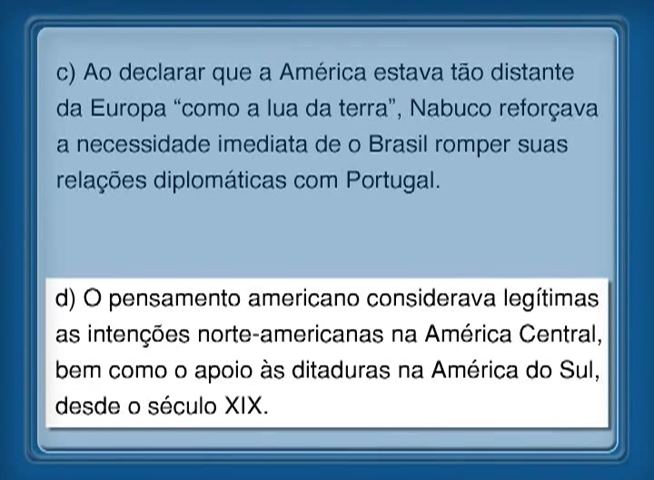 c) Ao declarar que a América estava tão distante
da Europa “como a lua da terra”, Nabuco reforçava
a necessidade imediata de o Brasil romper suas
relações diplomáticas com Portugal.
d) O pensamento americano considerava legítimas
as intenções norte-americanas na América Central,
bem como o apoio às ditaduras na América do Sul,
desde o século XIX.